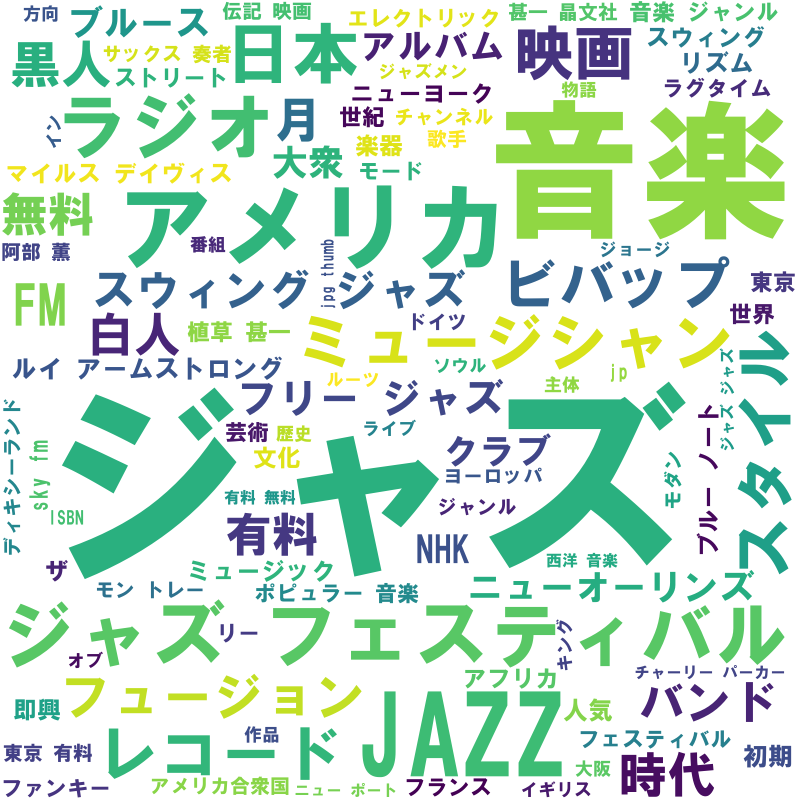 方向
ブルース
伝記 映画
エレクトリック
甚一 晶文社
音楽 ジャンル
黒人
サックス 奏者
ストリート
日本
アルバム
映画
スウィング
リズム
ジャズメン
ニューヨーク
物語
ラグタイム
イン
ラジオ
月
世紀
チャンネル
歌手
楽器
大衆
モード
音楽
マイルス デイヴィス
無料
アメリカ
阿部 薫
番組
jpg thumb
ジョージ
スウィング ジャズ
ビバップ
東京
FM
白人
植草 甚一
ドイツ
世界
ミュージシャン
ルイ アームストロング
ルーツ
ソウル
jp
主体
ジャズ ジャズ
スタイル
フリー ジャズ
ディキシーランド
sky fm
ISBN
芸術
歴史
ライブ
文化
クラブ
ヨーロッパ
モダン
ブルー ノート
ジャズ
有料 無料
有料
ジャンル
NHK
西洋 音楽
ザ
ミュージック
モン トレー
ポピュラー 音楽
ニューオーリンズ
ジャズ フェスティバル
リー
キング
オブ
アフリカ
チャーリー パーカー
フュージョン
JAZZ
バンド
即興
人気
レコード
作品
フェスティバル
東京 有料
初期
大阪
時代
ファンキー
アメリカ合衆国
ニュー ポート
フランス
イギリス